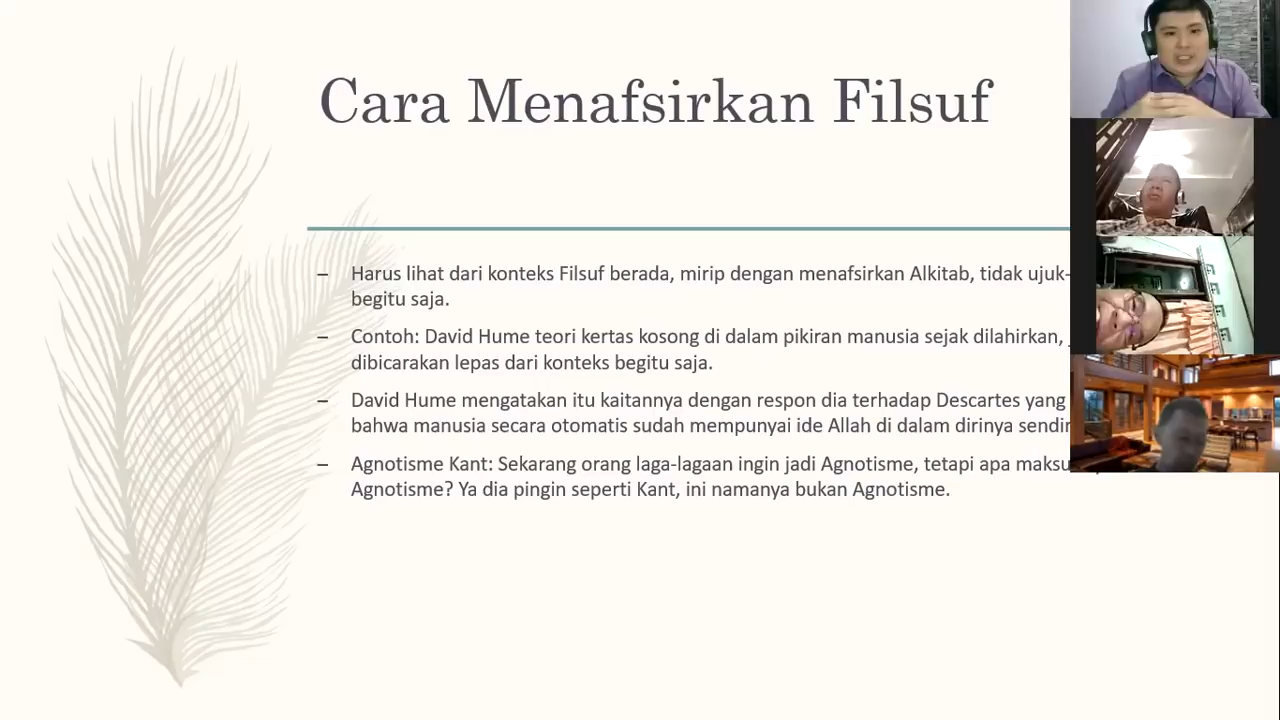 Cara Menafsirkan Filsuf
– Harus lihat dari konteks Filsuf berada, mirip dengan menafsirkan Alkitab, tidak ujuk-
begitu saja.
– Contoh: David Hume teori kertas kosong di dalam pikiran manusia sejak dilahirkan,
dibicarakan lepas dari konteks begitu saja.
– David Hume mengatakan itu kaitannya dengan respon dia terhadap Descartes yang
bahwa manusia secara otomatis sudah mempunyai ide Allah di dalam dirinya
– Agnotisme Kant: Sekarang orang laga-lagaan ingin jadi Agnotisme, tetapi apa
Agnotisme? Ya dia pingin seperti Kant, ini namanya bukan Agnotisme.